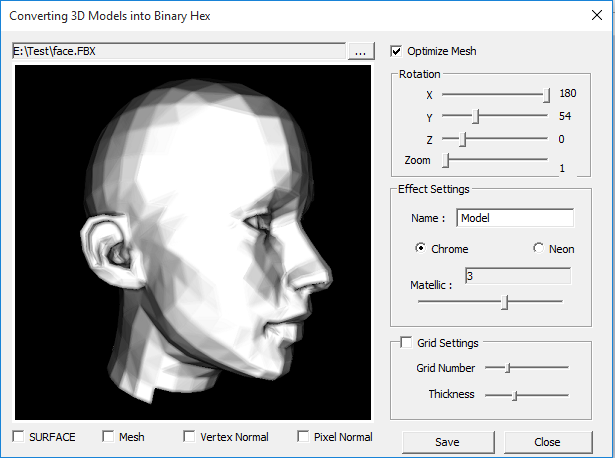 Converting 3D Models into Binary Hex
E:\Test\face.FBX
...
Optimize Mesh
Rotation
X 180
Y 54
Z 0
Zoom 1
Effect Settings
Name : Model
Chrome Neon
Matellic : 3
Grid Settings
Grid Number
Thickness
SURFACE Mesh Vertex Normal Pixel Normal
Save Close